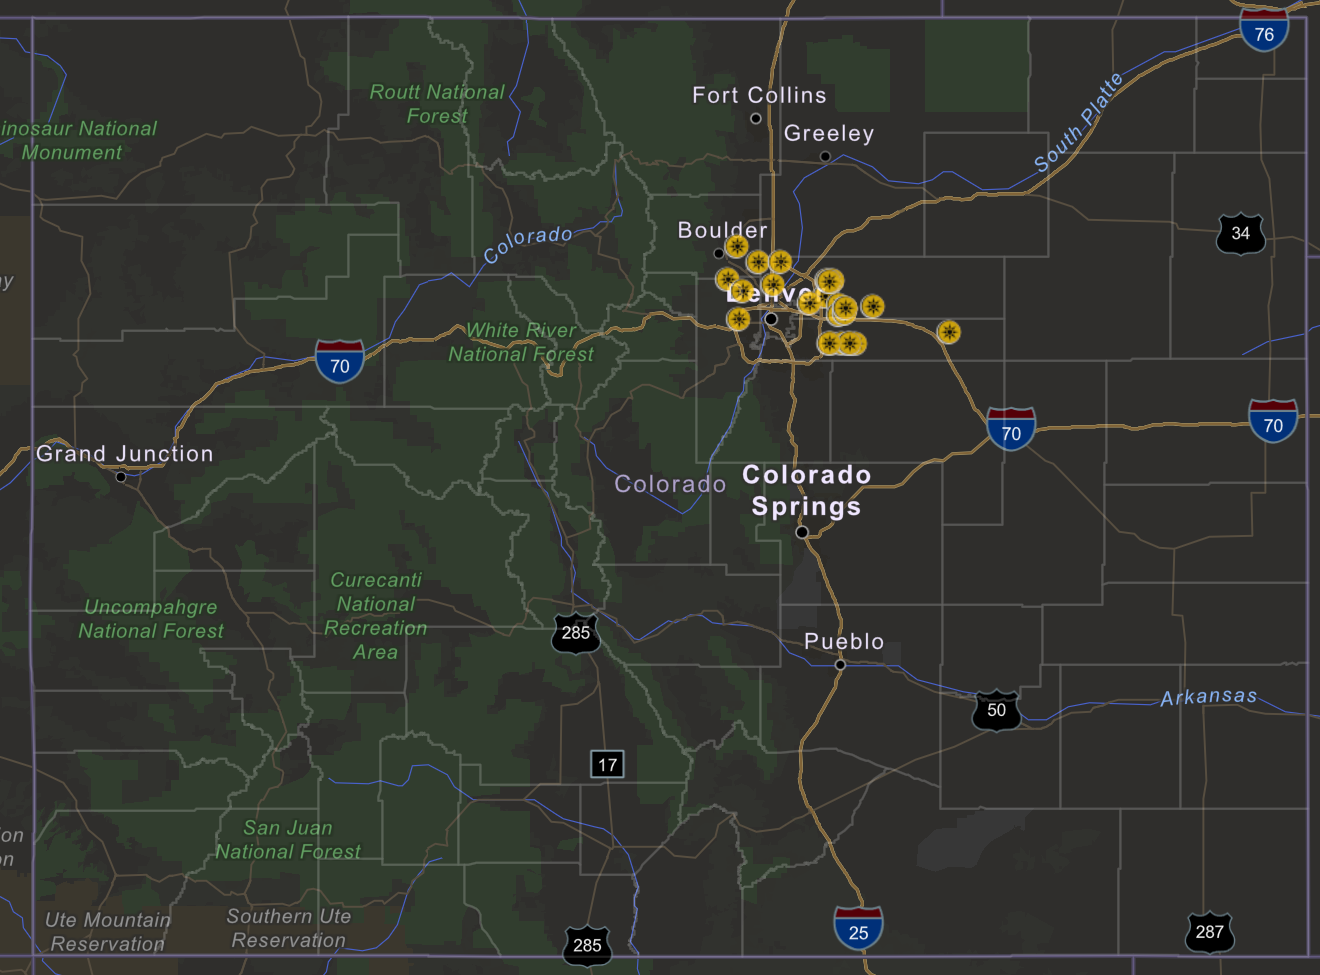 76
Fort Collins
Routt National
Forest
South Platte
inosaur National
Monument
Greeley
Boulder
Colorado
34
ay
Denver
White River
National Forest
70
70
70
Grand Junction
Colorado
Colorado
Springs
Curecanti
National
Recreation
Area
Uncompahgre
National Forest
285
Pueblo
Arkansas
50
17
San Juan
National Forest
ion
on
Ute Mountain
Reservation
Southern Ute
Reservation
25
285
287